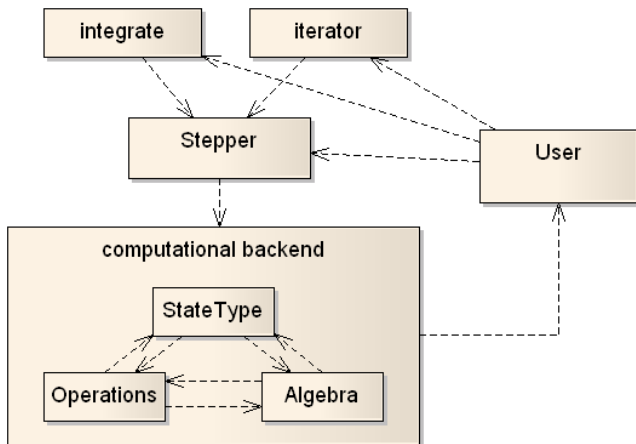 integrate
iterator
Stepper
User
computational backend
StateType
Operations
Algebra